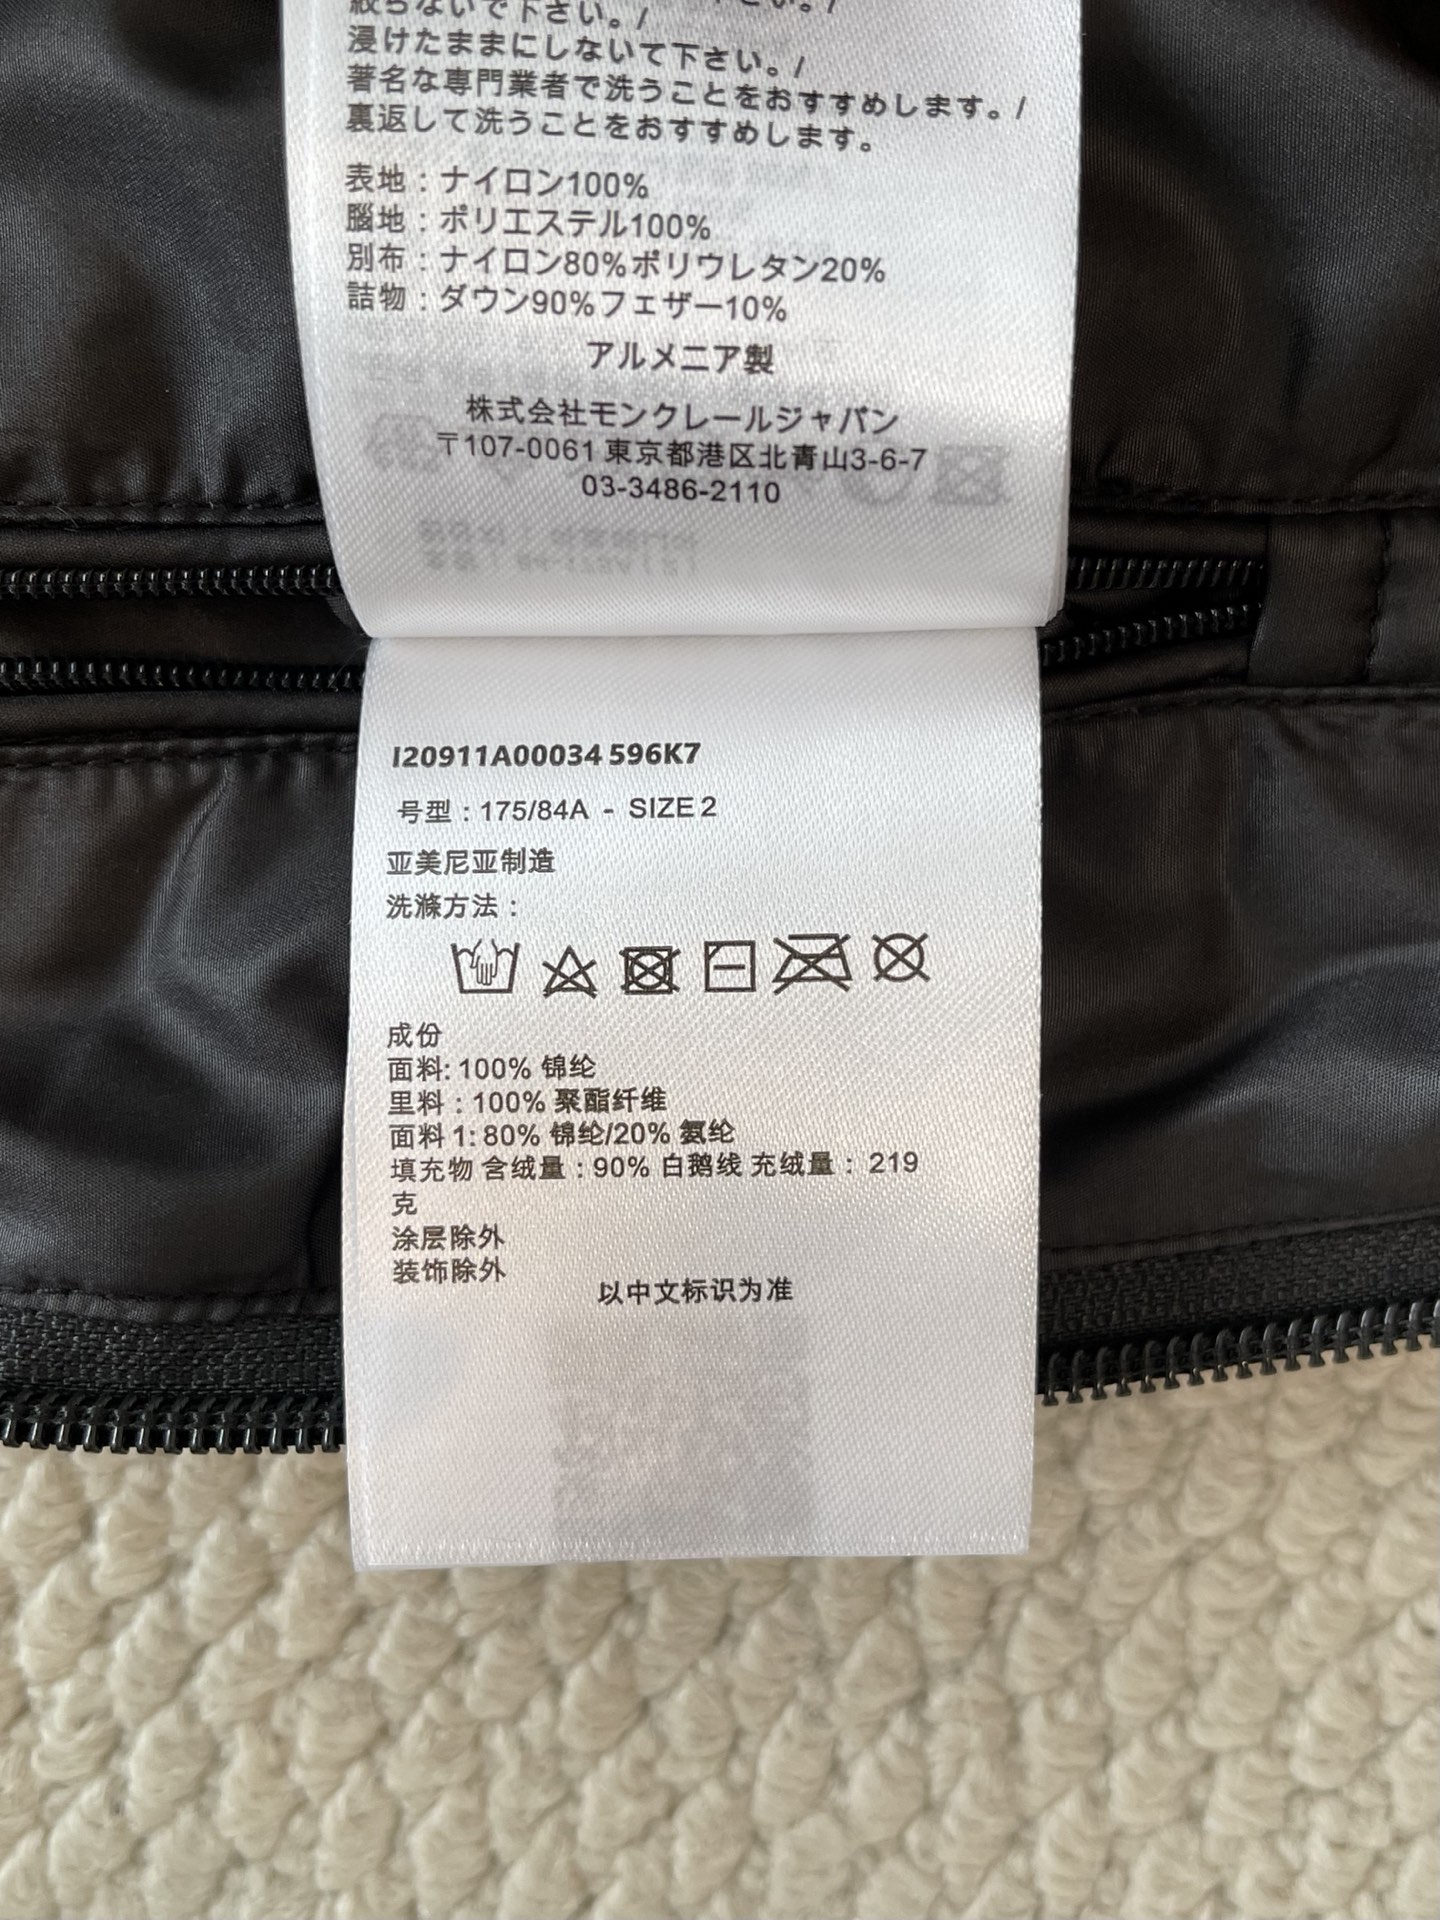 絞らないで下さい。/
浸けたままにしないて下さい。/
著名な専門業者で洗うことをおすすめします。/
裏返して洗うことをおすすめします。
表地：ナイロン100%
腦地：ポリエステル100%
別布：ナイロン80%ポリウレタン20%
詰物：ダウン90%フェザー10%
アルメニア製
株式会社モンクレールジャパン
〒107-0061 東京都港区北青山3-6-7
03-3486-2110
I20911A00034 596K7
号型：175/84A - SIZE 2
亚美尼亚制造
洗滌方法：
成份
面料: 100% 锦纶
里料：100% 聚酯纤维
面料 1: 80% 锦纶/20% 氨纶
填充物 含绒量：90% 白鹅线 充绒量： 219
克
涂层除外
装饰除外
以中文标识为准